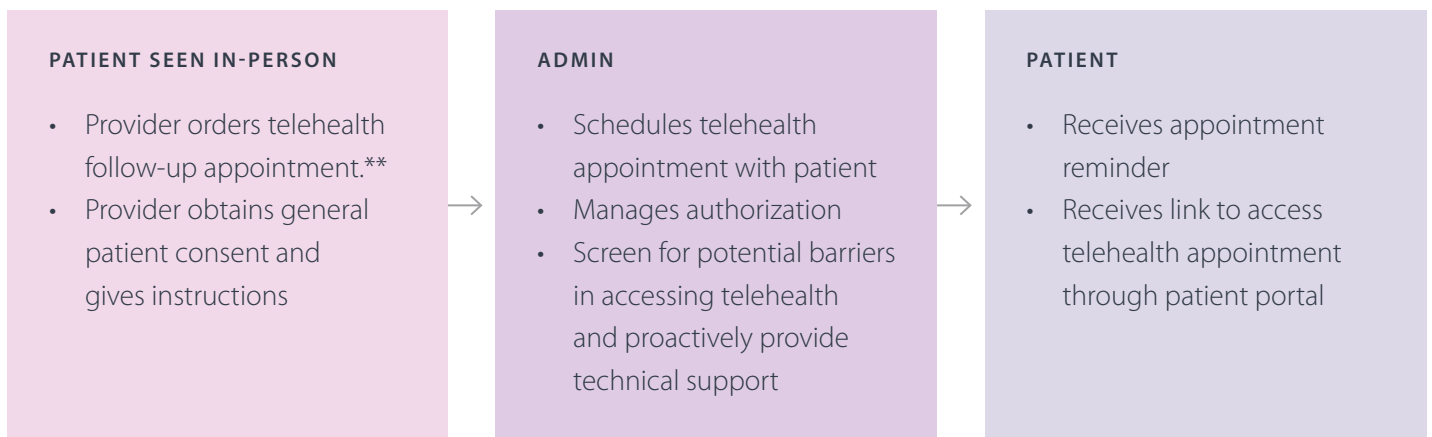 PATIENT SEEN IN-PERSON
• Provider orders telehealth
follow-up appointment.**
• Provider obtains general
patient consent and
gives instructions
ADMIN
• Schedules telehealth
appointment with patient
• Manages authorization
• Screen for potential barriers
in accessing telehealth
and proactively provide
technical support
PATIENT
• Receives appointment
reminder
• Receives link to access
telehealth appointment
through patient portal